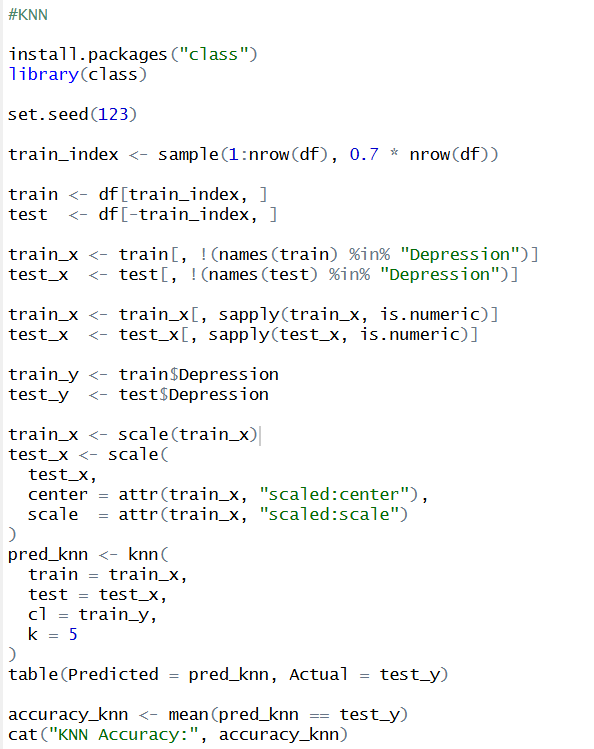 #KNN
install.packages("class")
library(class)
set.seed(123)
train_index <- sample(1:nrow(df), 0.7 * nrow(df))
train <- df[train_index, ]
test  <- df[-train_index, ]
train_x <- train[, !(names(train) %in% "Depression")]
test_x  <- test[, !(names(test) %in% "Depression")]
train_x <- train_x[, sapply(train_x, is.numeric)]
test_x  <- test_x[, sapply(test_x, is.numeric)]
train_y <- train$Depression
test_y  <- test$Depression
train_x <- scale(train_x)
test_x <- scale(
  test_x,
  center = attr(train_x, "scaled:center"),
  scale  = attr(train_x, "scaled:scale")
)
pred_knn <- knn(
  train = train_x,
  test = test_x,
  cl = train_y,
  k = 5
)
table(Predicted = pred_knn, Actual = test_y)
accuracy_knn <- mean(pred_knn == test_y)
cat("KNN Accuracy:", accuracy_knn)